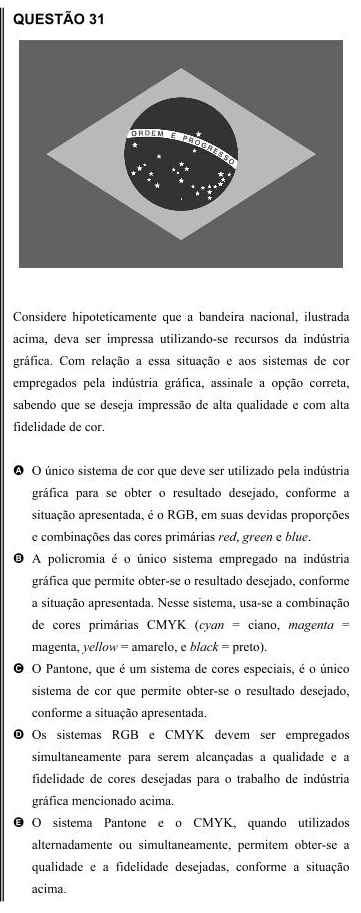 QUESTÃO 31
ORDEM E PROGRESSO
Considere hipoteticamente que a bandeira nacional, ilustrada
acima, deva ser impressa utilizando-se recursos da indústria
gráfica. Com relação a essa situação e aos sistemas de cor
empregados pela indústria gráfica, assinale a opção correta,
sabendo que se deseja impressão de alta qualidade e com alta
fidelidade de cor.
A O único sistema de cor que deve ser utilizado pela indústria
gráfica para se obter o resultado desejado, conforme a
situação apresentada, é o RGB, em suas devidas proporções
e combinações das cores primárias red, green e blue.
B A policromia é o único sistema empregado na indústria
gráfica que permite obter-se o resultado desejado, conforme
a situação apresentada. Nesse sistema, usa-se a combinação
de cores primárias CMYK (cyan = ciano, magenta =
magenta, yellow = amarelo, e black = preto).
C O Pantone, que é um sistema de cores especiais, é o único
sistema de cor que permite obter-se o resultado desejado,
conforme a situação apresentada.
D Os sistemas RGB e CMYK devem ser empregados
simultaneamente para serem alcançadas a qualidade e a
fidelidade de cores desejadas para o trabalho de indústria
gráfica mencionado acima.
E O sistema Pantone e o CMYK, quando utilizados
alternadamente ou simultaneamente, permitem obter-se a
qualidade e a fidelidade desejadas, conforme a situação
acima.